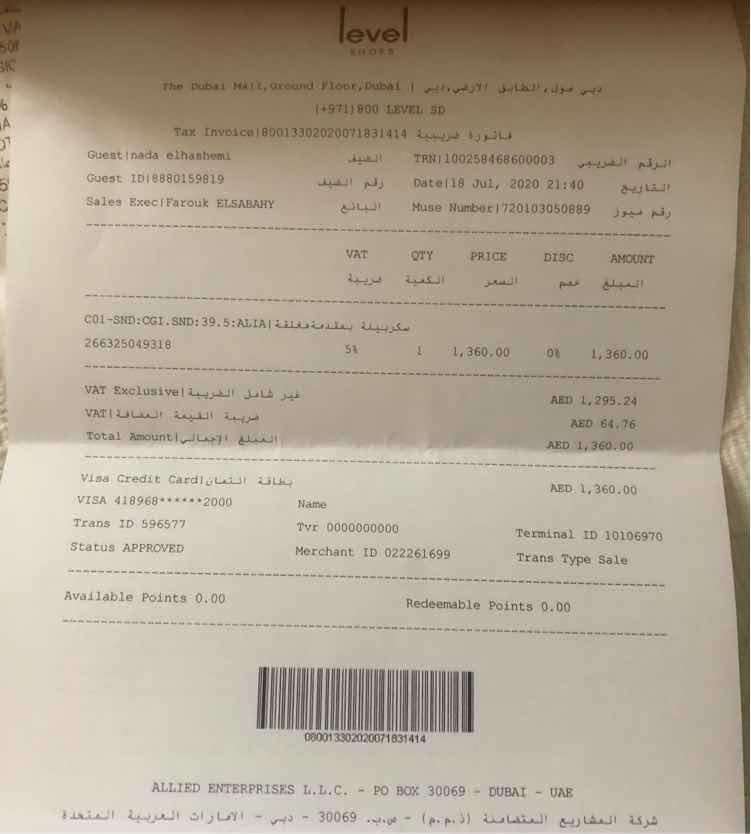 level
SHOES
The Dubai Mall,Ground Floor,Dubai | دبي مول,الطابق الارضي,دبي
(+971)800 LEVEL SD
Tax Invoice|80013302020071831414 فاتورة ضريبية
Guest|nada elhashemi الضيف TRN|100258468600003 الرقم الضريبي
Guest ID|8880159819 رقم الضيف Date|18 Jul, 2020 21:40 التاريخ
Sales Exec|Farouk ELSABAHY البائع Muse Number|720103050889 رقم ميوز
VAT QTY PRICE DISC AMOUNT
ضريبة الكمية السعر خصم المبلغ
C01-SND:CGI.SND:39.5:ALIA|سكربينة بمقدمة مغلقة
266325049318 5% 1 1,360.00 0% 1,360.00
VAT Exclusive|غير شامل الضريبة AED 1,295.24
VAT|ضريبة القيمة المضافة AED 64.76
Total Amount|المبلغ الإجمالي AED 1,360.00
Visa Credit Card|بطاقة ائتمان AED 1,360.00
VISA 418968******2000 Name
Trans ID 596577 Tvr 0000000000 Terminal ID 10106970
Status APPROVED Merchant ID 022261699 Trans Type Sale
Available Points 0.00 Redeemable Points 0.00
080013302020071831414
ALLIED ENTERPRISES L.L.C. - PO BOX 30069 - DUBAI - UAE
شركة المشاريع المتضامنة (ذ.م.م) - ص.ب. 30069 - دبي - الامارات العربية المتحدة